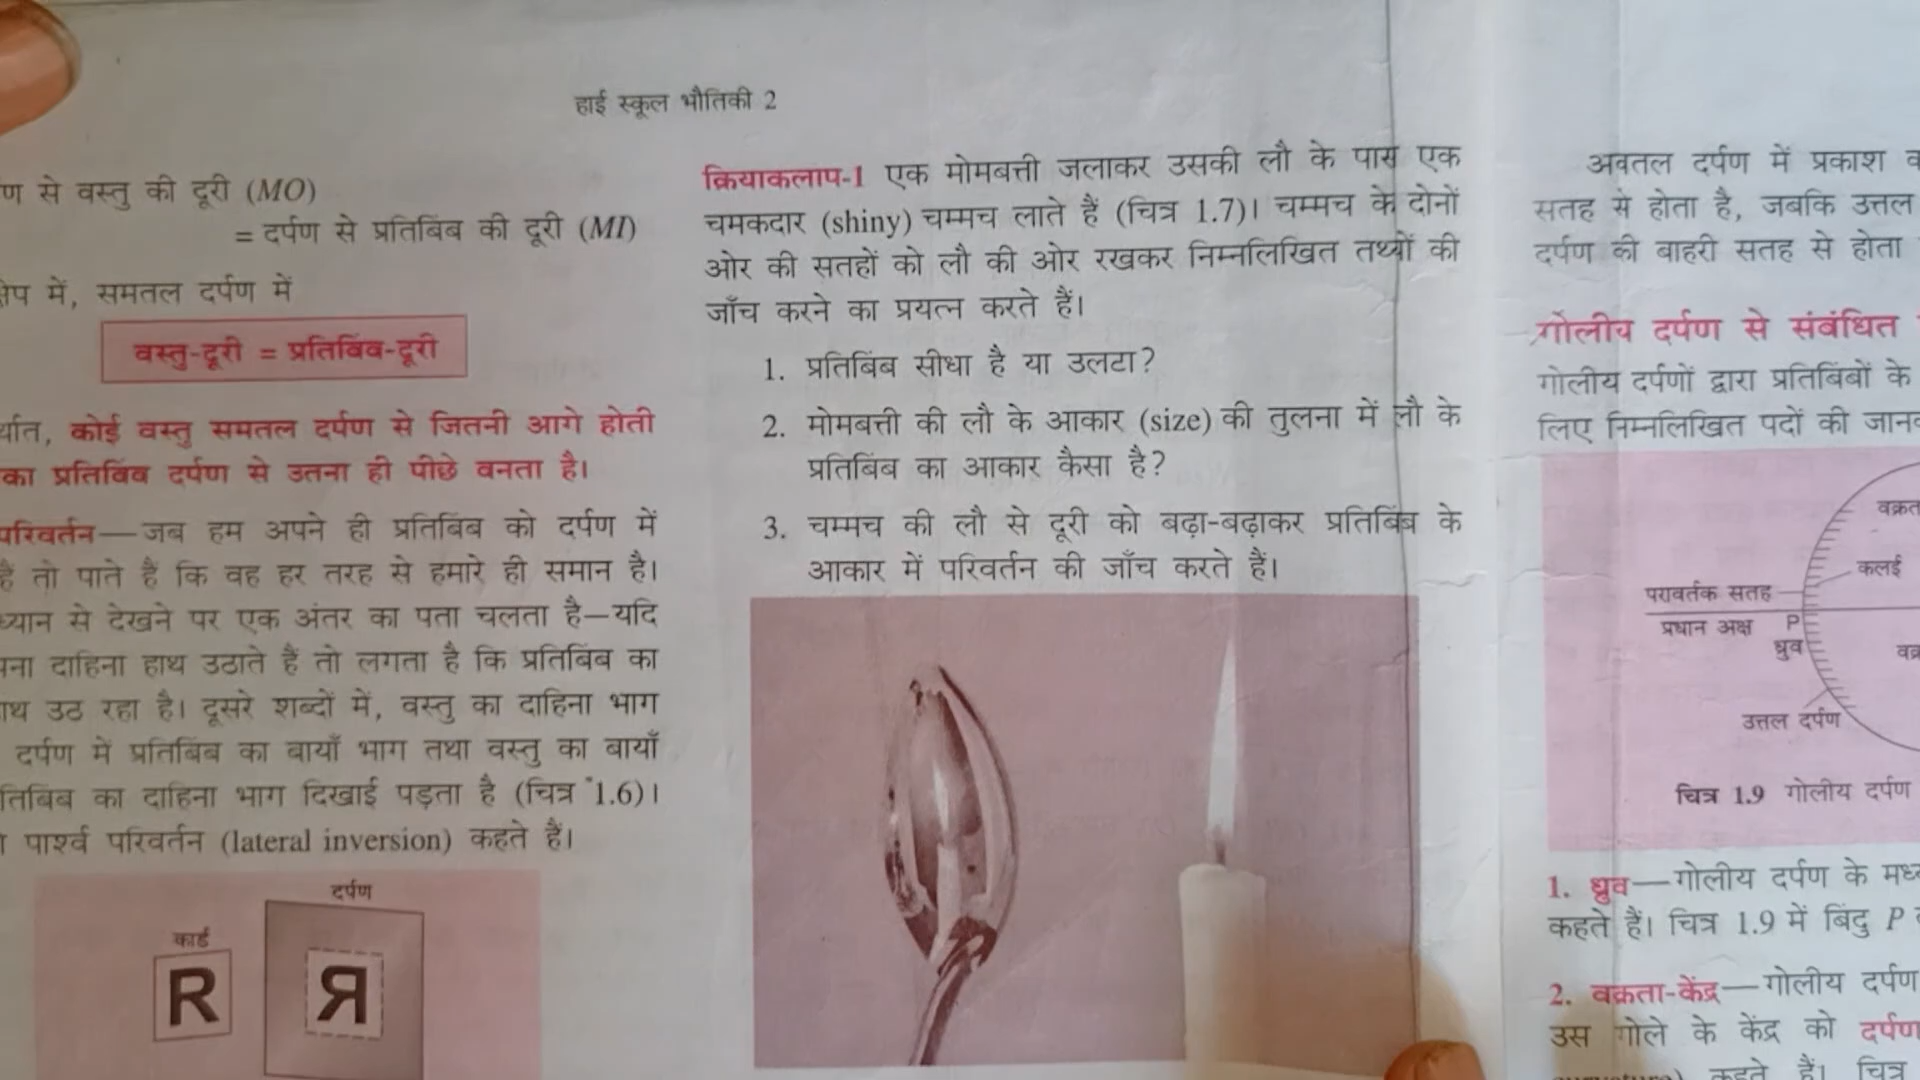 हाई स्कूल भौतिकी 2
से वस्तु की दूरी (MO)
= दर्पण से प्रतिबिंब की दूरी (MI)
में, समतल दर्पण में
वस्तु-दूरी = प्रतिबिंब-दूरी
कोई वस्तु समतल दर्पण से जितनी आगे होती
का प्रतिबिंब दर्पण से उतना ही पीछे बनता है।
परिवर्तन—जब हम अपने ही प्रतिबिंब को दर्पण में
हैं तो पाते हैं कि वह हर तरह से हमारे ही समान है।
ध्यान से देखने पर एक अंतर का पता चलता है—यदि
दाहिना हाथ उठाते हैं तो लगता है कि प्रतिबिंब का
उठ रहा है। दूसरे शब्दों में, वस्तु का दाहिना भाग
दर्पण में प्रतिबिंब का बायाँ भाग तथा वस्तु का बायाँ
का दाहिना भाग दिखाई पड़ता है (चित्र 1.6)।
पार्श्व परिवर्तन (lateral inversion) कहते हैं।
दर्पण
कार्ड
R
Я
क्रियाकलाप-1 एक मोमबत्ती जलाकर उसकी लौ के पास एक
चमकदार (shiny) चम्मच लाते हैं (चित्र 1.7)। चम्मच के दोनों
ओर की सतहों को लौ की ओर रखकर निम्नलिखित तथ्यों की
जाँच करने का प्रयत्न करते हैं।
1. प्रतिबिंब सीधा है या उलटा?
2. मोमबत्ती की लौ के आकार (size) की तुलना में लौ के
प्रतिबिंब का आकार कैसा है?
3. चम्मच की लौ से दूरी को बढ़ा-बढ़ाकर प्रतिबिंब के
आकार में परिवर्तन की जाँच करते हैं।
अवतल दर्पण में प्रकाश
सतह से होता है, जबकि उत्तल
दर्पण की बाहरी सतह से होता
गोलीय दर्पण से संबंधित
गोलीय दर्पणों द्वारा प्रतिबिंबों के
लिए निम्नलिखित पदों की
कलई
परावर्तक सतह
प्रधान अक्ष P
ध्रुव
उत्तल दर्पण
चित्र 1.9 गोलीय दर्पण
1. ध्रुव—गोलीय दर्पण के
कहते हैं। चित्र 1.9 में बिंदु P
2. वक्रता-केंद्र—गोलीय दर्पण
उस गोले के केंद्र को दर्पण
कहते हैं। चित्र